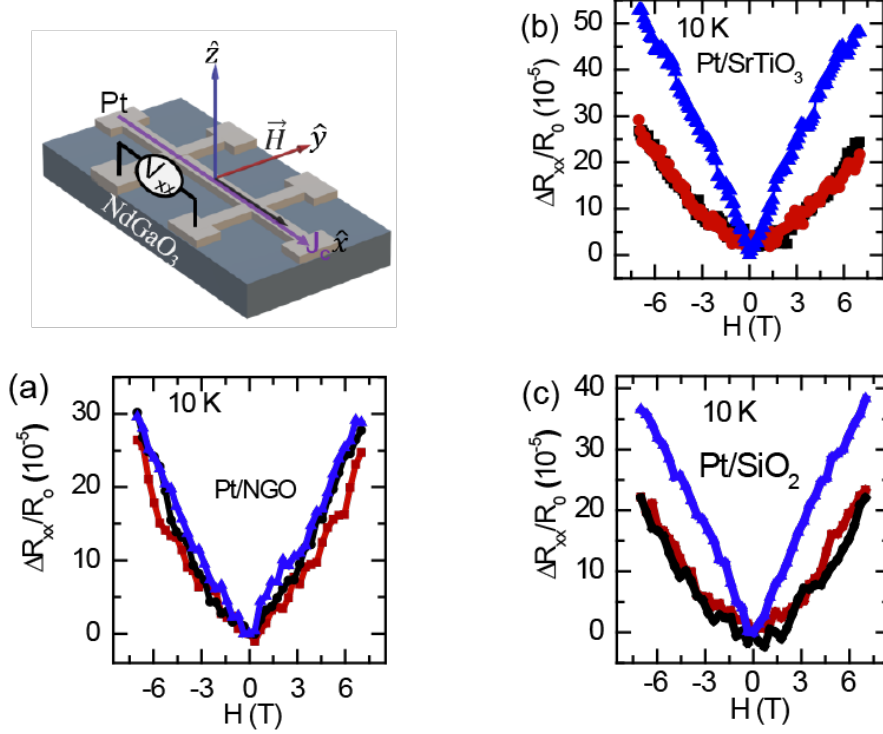 ẑ
Pt
H⃗
ŷ
Vxx
NdGaO₃
Jc x̂
(b)
10 K
Pt/SrTiO₃
ΔRxx/R₀ (10⁻⁵)
50
40
30
20
10
0
-6 -3 0 3 6
H (T)
(a)
10 K
Pt/NGO
ΔRxx/R₀ (10⁻⁵)
30
20
10
0
-6 -3 0 3 6
H (T)
(c)
10 K
Pt/SiO₂
ΔRxx/R₀ (10⁻⁵)
40
30
20
10
0
-6 -3 0 3 6
H (T)